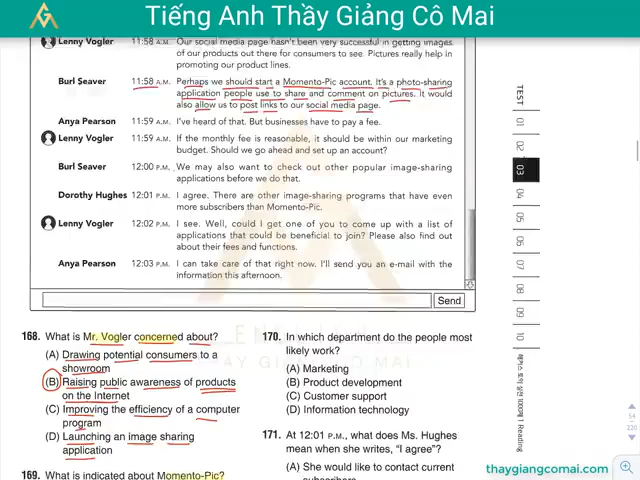 Tiếng Anh Thầy Giảng Cô Mai
Lenny Vogler 11:58 A.M. Our social media page hasn't been very successful in getting images
of our products out there for consumers to see. Pictures really help in
promoting our product lines.
Burl Seaver 11:58 A.M. Perhaps we should start a Momento-Pic account. It's a photo-sharing
application people use to share and comment on pictures. It would
also allow us to post links to our social media page.
Anya Pearson 11:59 A.M. I've heard of that. But businesses have to pay a fee.
Lenny Vogler 11:59 A.M. If the monthly fee is reasonable, it should be within our marketing
budget. Should we go ahead and set up an account?
Burl Seaver 12:00 P.M. We may also want to check out other popular image-sharing
applications before we do that.
Dorothy Hughes 12:01 P.M. I agree. There are other image-sharing programs that have even
more subscribers than Momento-Pic.
Lenny Vogler 12:02 P.M. I see. Well, could I get one of you to come up with a list of
applications that could be beneficial to join? Please also find out
about their fees and functions.
Anya Pearson 12:03 P.M. I can take care of that right now. I'll send you an e-mail with the
information this afternoon.
Send
168. What is Mr. Vogler concerned about?
(A) Drawing potential consumers to a
showroom
(B) Raising public awareness of products
on the Internet
(C) Improving the efficiency of a computer
program
(D) Launching an image sharing
application
169. What is indicated about Momento-Pic?
170. In which department do the people most
likely work?
(A) Marketing
(B) Product development
(C) Customer support
(D) Information technology
171. At 12:01 P.M., what does Ms. Hughes
mean when she writes, "I agree"?
(A) She would like to contact current
subscribers
TEST
01
02
03
04
05
06
07
08
09
10
Reading
54
220
thaygiangcomai.com